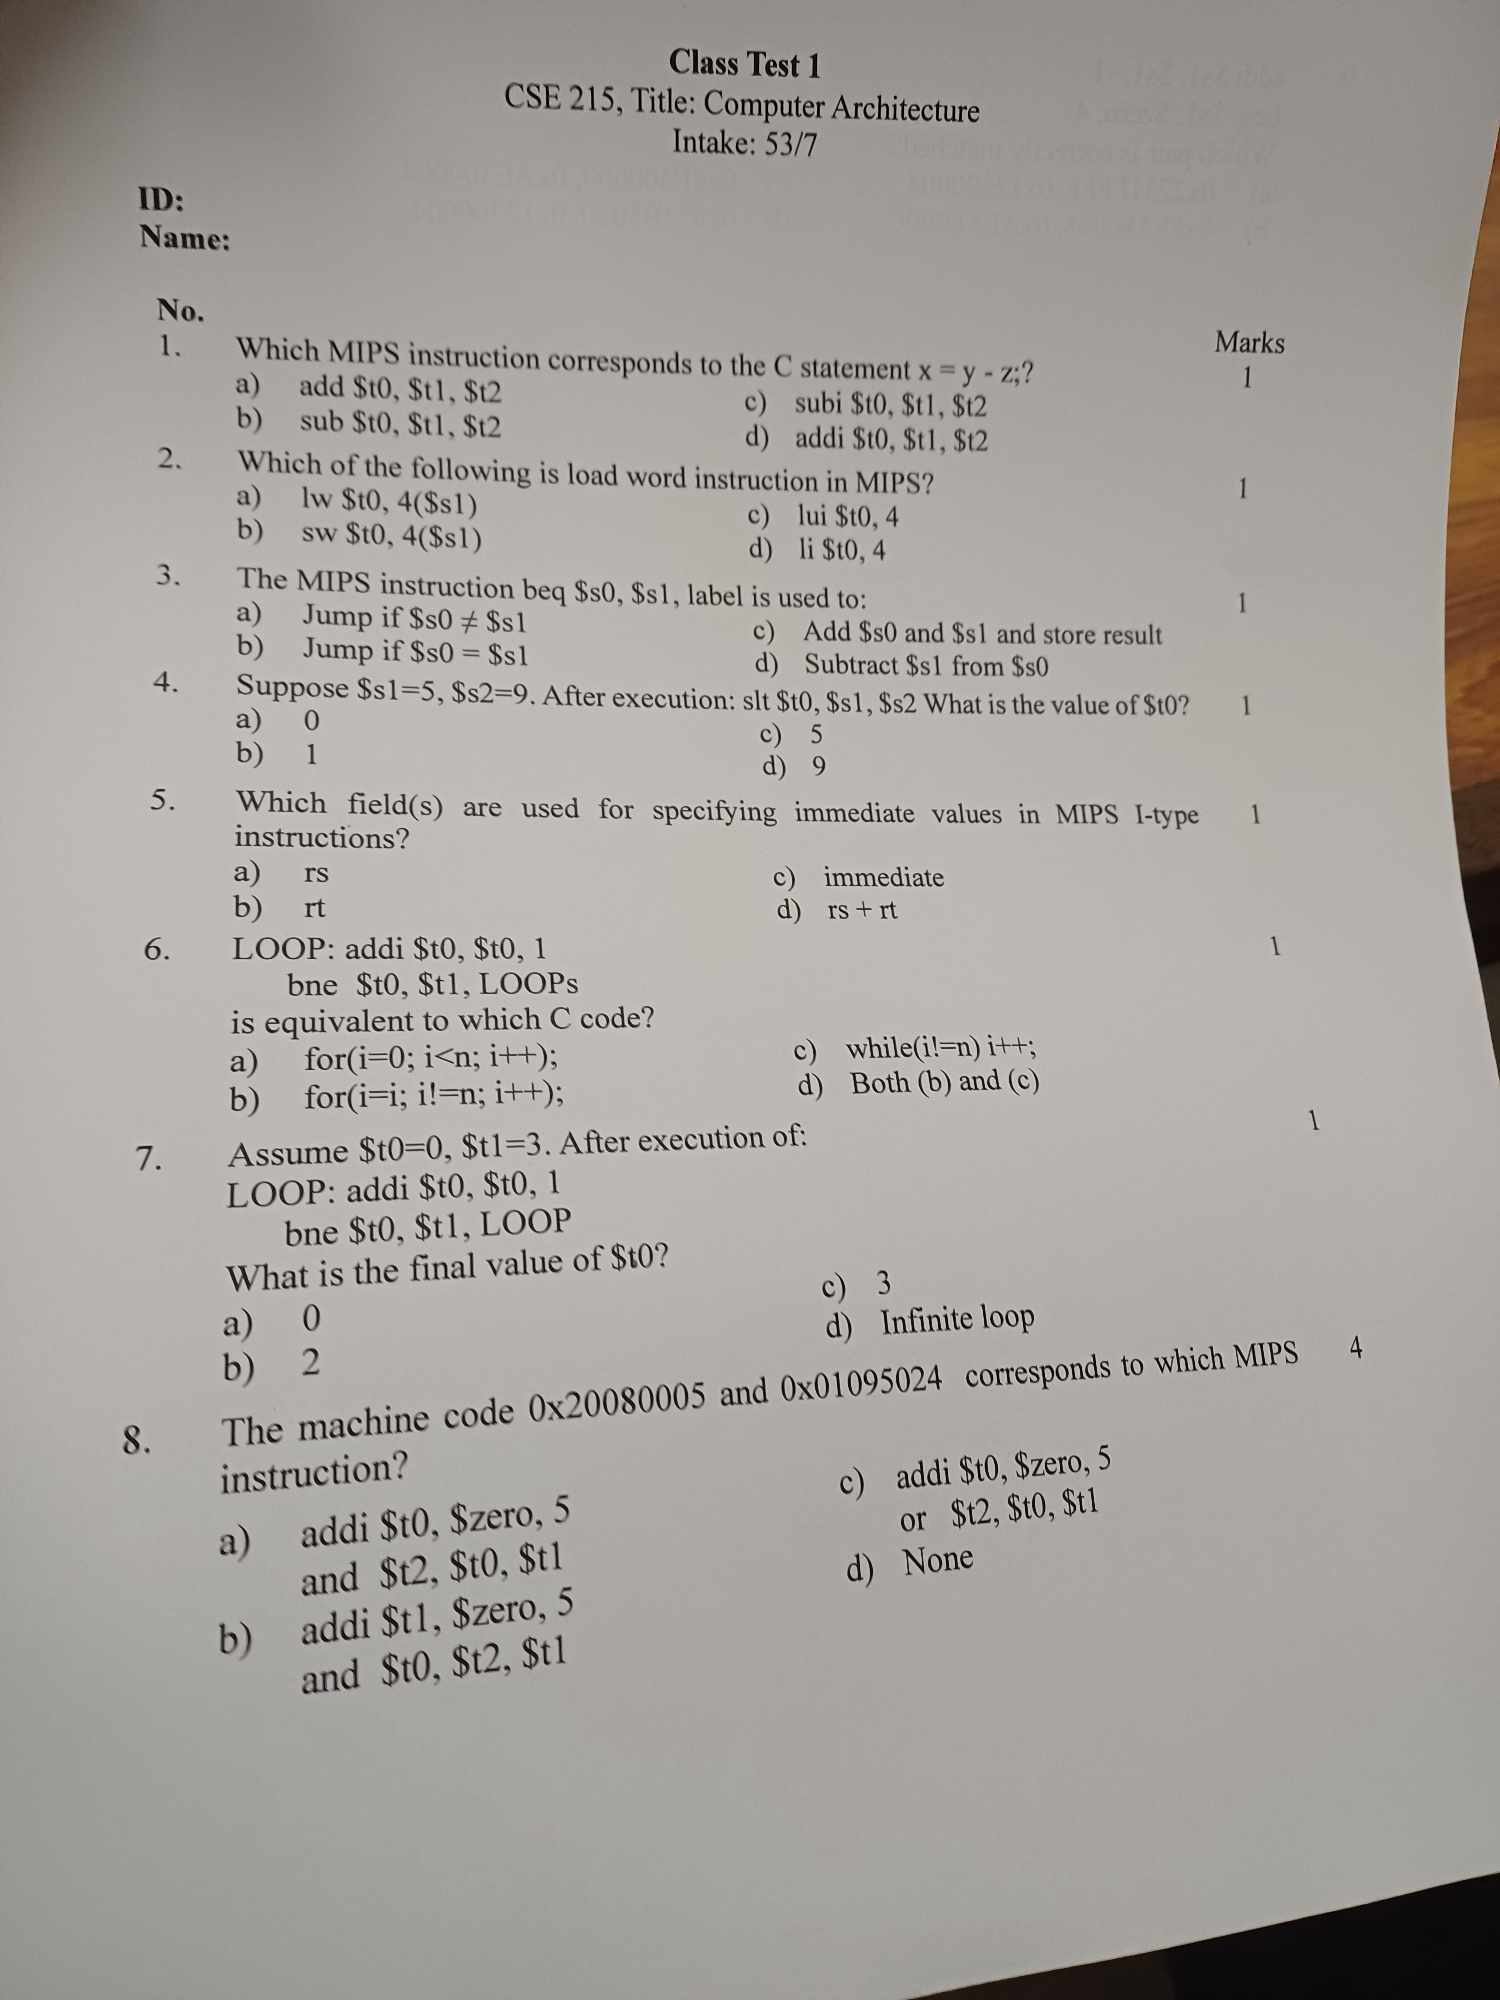 Class Test 1
CSE 215, Title: Computer Architecture
Intake: 53/7
ID:
Name:
No.
Marks
1. Which MIPS instruction corresponds to the C statement x = y - z;? 1
a) add $t0, $t1, $t2 c) subi $t0, $t1, $t2
b) sub $t0, $t1, $t2 d) addi $t0, $t1, $t2
2. Which of the following is load word instruction in MIPS? 1
a) lw $t0, 4($s1) c) lui $t0, 4
b) sw $t0, 4($s1) d) li $t0, 4
3. The MIPS instruction beq $s0, $s1, label is used to: 1
a) Jump if $s0 ≠ $s1 c) Add $s0 and $s1 and store result
b) Jump if $s0 = $s1 d) Subtract $s1 from $s0
4. Suppose $s1=5, $s2=9. After execution: slt $t0, $s1, $s2 What is the value of $t0? 1
a) 0 c) 5
b) 1 d) 9
5. Which field(s) are used for specifying immediate values in MIPS I-type 1
instructions?
a) rs c) immediate
b) rt d) rs + rt
6. LOOP: addi $t0, $t0, 1 1
bne $t0, $t1, LOOPs
is equivalent to which C code?
a) for(i=0; i<n; i++); c) while(i!=n) i++;
b) for(i=i; i!=n; i++); d) Both (b) and (c)
7. Assume $t0=0, $t1=3. After execution of: 1
LOOP: addi $t0, $t0, 1
bne $t0, $t1, LOOP
What is the final value of $t0?
a) 0 c) 3
b) 2 d) Infinite loop
8. The machine code 0x20080005 and 0x01095024 corresponds to which MIPS 4
instruction?
a) addi $t0, $zero, 5 c) addi $t0, $zero, 5
and $t2, $t0, $t1 or $t2, $t0, $t1
b) addi $t1, $zero, 5 d) None
and $t0, $t2, $t1